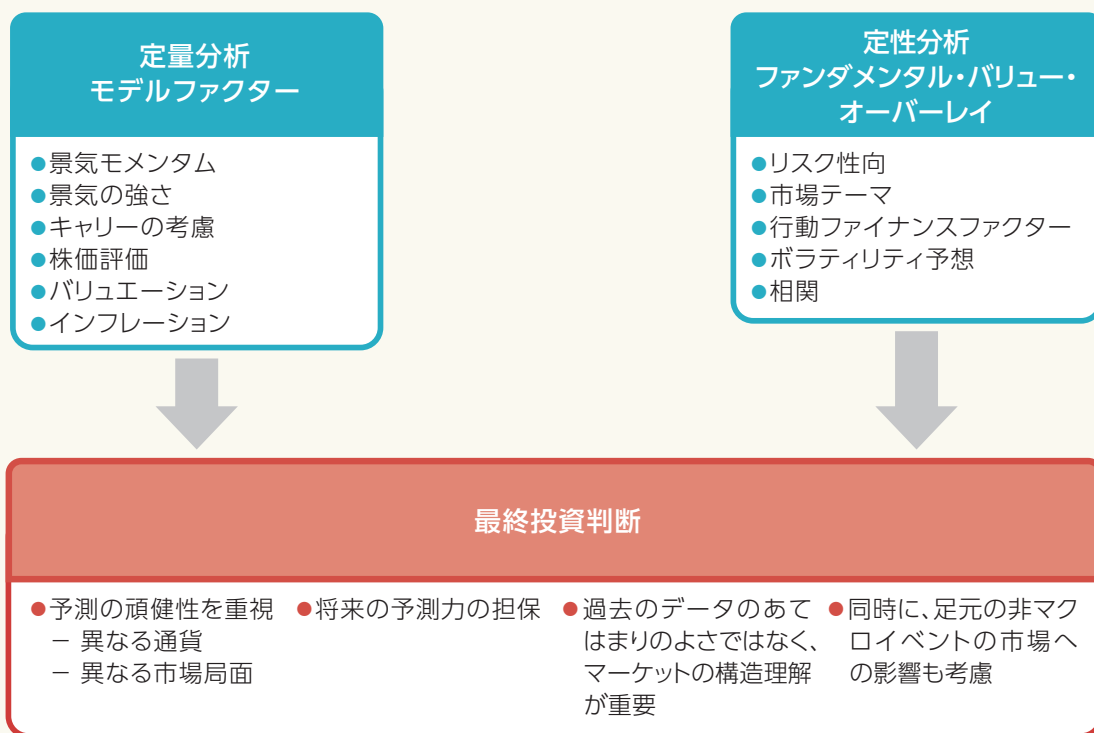 定量分析
モデルファクター
●景気モメンタム
●景気の強さ
●キャリーの考慮
●株価評価
●バリュエーション
●インフレーション
定性分析
ファンダメンタル・バリュー・
オーバーレイ
●リスク性向
●市場テーマ
●行動ファイナンスファクター
●ボラティリティ予想
●相関
最終投資判断
●予測の頑健性を重視
－ 異なる通貨
－ 異なる市場局面
●将来の予測力の担保
●過去のデータのあて
はまりのよさではなく、
マーケットの構造理解
が重要
●同時に、足元の非マク
ロイベントの市場へ
の影響も考慮